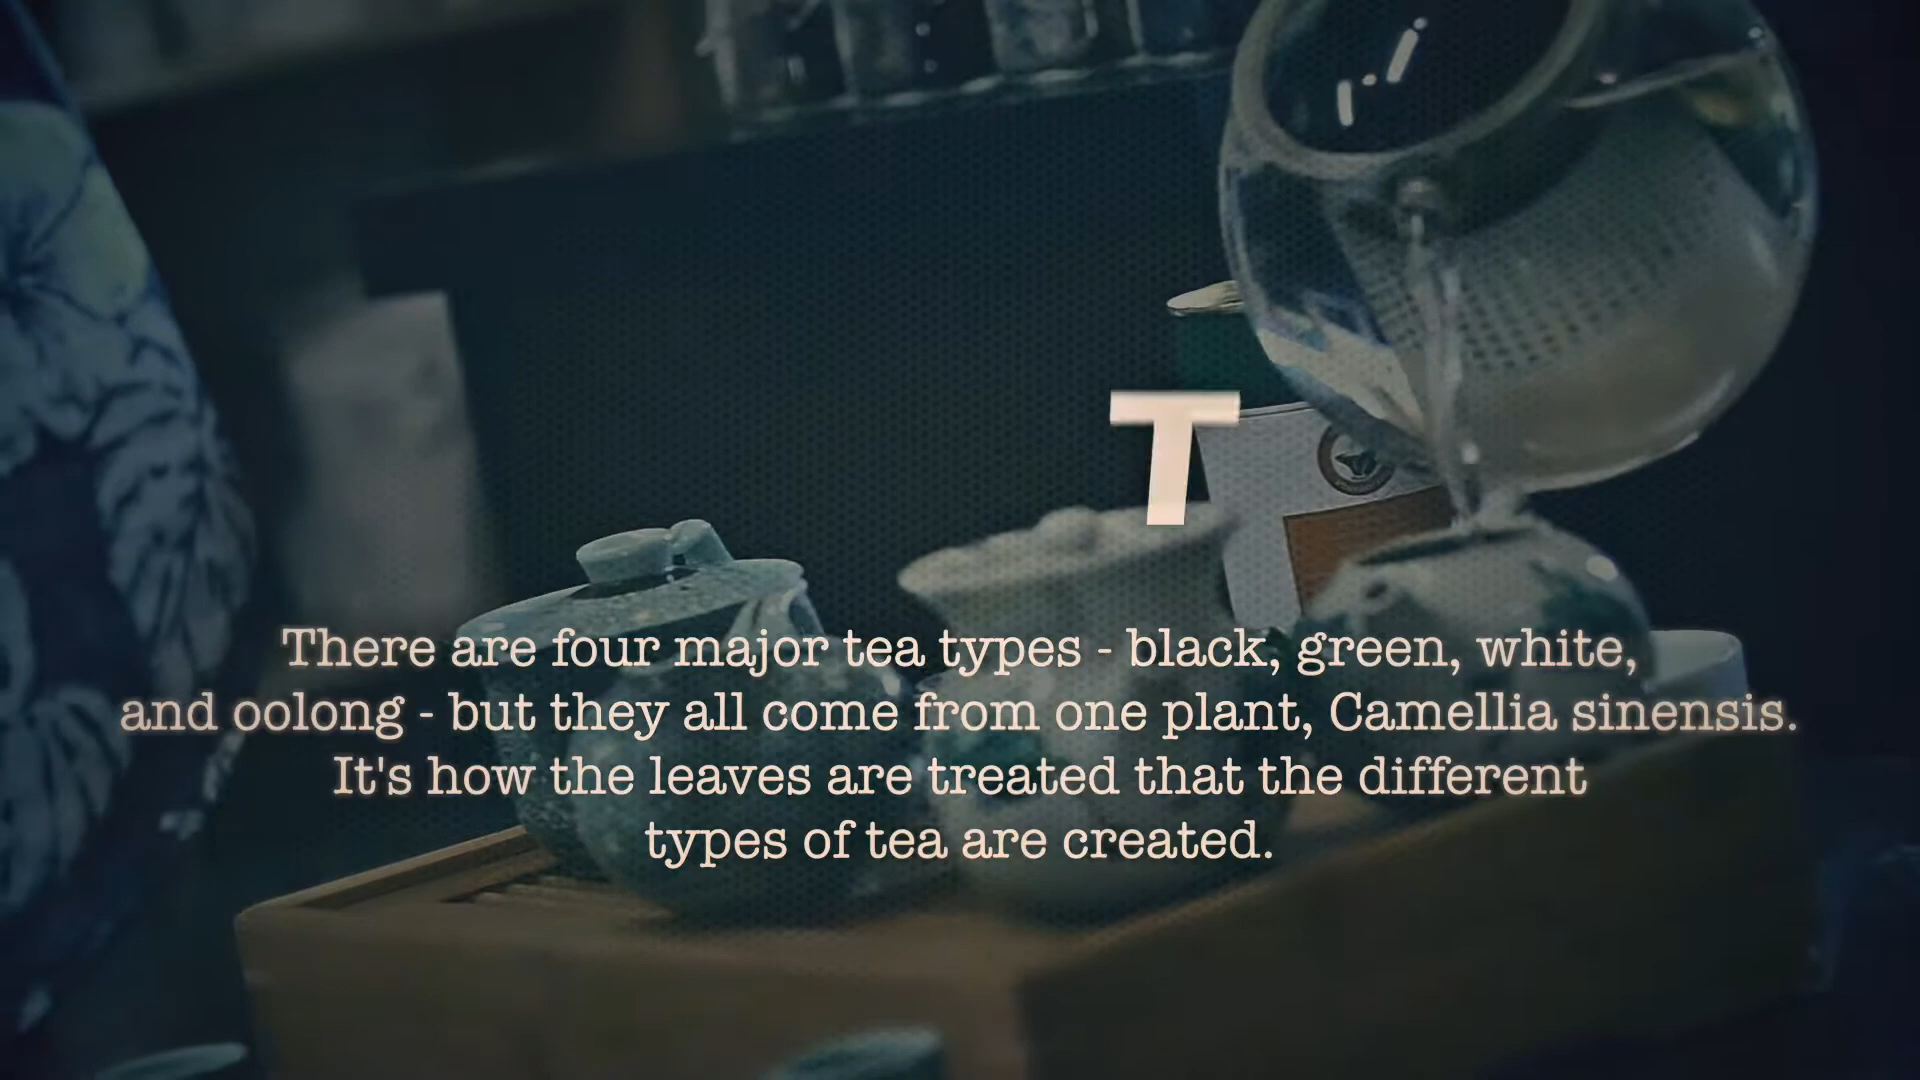 T
There are four major tea types - black, green, white,
and oolong - but they all come from one plant, Camellia sinensis.
It's how the leaves are treated that the different
types of tea are created.